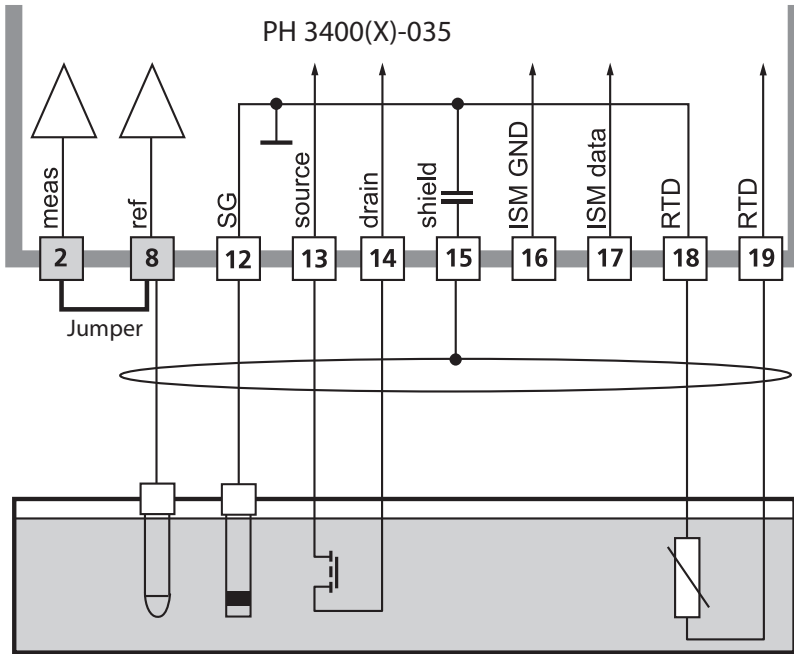 PH 3400(X)-035
meas
ref
SG
source
drain
shield
ISM GND
ISM data
RTD
RTD
2
8
12
13
14
15
16
17
18
19
Jumper